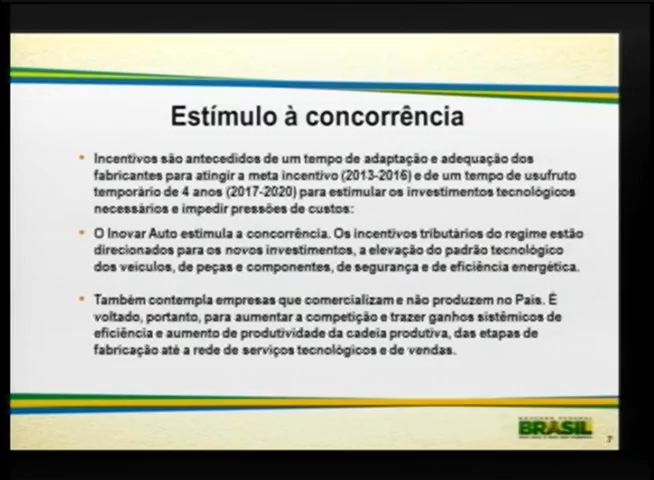 Estímulo à concorrência
• Incentivos são antecedidos de um tempo de adaptação e adequação dos
fabricantes para atingir a meta incentivo (2013-2016) e de um tempo de usufruto
temporário de 4 anos (2017-2020) para estimular os investimentos tecnológicos
necessários e impedir pressões de custos:
• O Inovar Auto estimula a concorrência. Os incentivos tributários do regime estão
direcionados para os novos investimentos, a elevação do padrão tecnológico
dos veículos, de peças e componentes, de segurança e de eficiência energética.
• Também contempla empresas que comercializam e não produzem no País. É
voltado, portanto, para aumentar a competição e trazer ganhos sistêmicos de
eficiência e aumento de produtividade da cadeia produtiva, das etapas de
fabricação até a rede de serviços tecnológicos e de vendas.
BRASIL
7